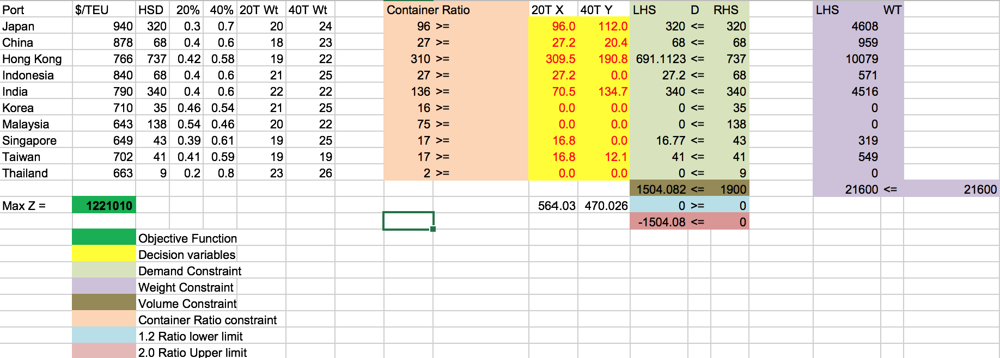 Port $/TEU HSD 20% 40% 20T Wt 40T Wt Container Ratio 20T X 40T Y LHS D RHS LHS WT
Japan 940 320 0.3 0.7 20 24 96 >= 96.0 112.0 320 <= 320 4608
China 878 68 0.4 0.6 18 23 27 >= 27.2 20.4 68 <= 68 959
Hong Kong 766 737 0.42 0.58 19 22 310 >= 309.5 190.8 691.1123 <= 737 10079
Indonesia 840 68 0.4 0.6 21 25 27 >= 27.2 0.0 27.2 <= 68 571
India 790 340 0.4 0.6 22 22 136 >= 70.5 134.7 340 <= 340 4516
Korea 710 35 0.46 0.54 21 25 16 >= 0.0 0.0 0 <= 35 0
Malaysia 643 138 0.54 0.46 20 22 75 >= 0.0 0.0 0 <= 138 0
Singapore 649 43 0.39 0.61 19 25 17 >= 16.8 0.0 16.77 <= 43 319
Taiwan 702 41 0.41 0.59 19 19 17 >= 16.8 12.1 41 <= 41 549
Thailand 663 9 0.2 0.8 23 26 2 >= 0.0 0.0 0 <= 9 0
1504.082 <= 1900 21600 <= 21600
Max Z = 1221010 564.03 470.026 0 >= 0
-1504.08 <= 0
Objective Function
Decision variables
Demand Constraint
Weight Constraint
Volume Constraint
Container Ratio constraint
1.2 Ratio lower limit
2.0 Ratio Upper limit